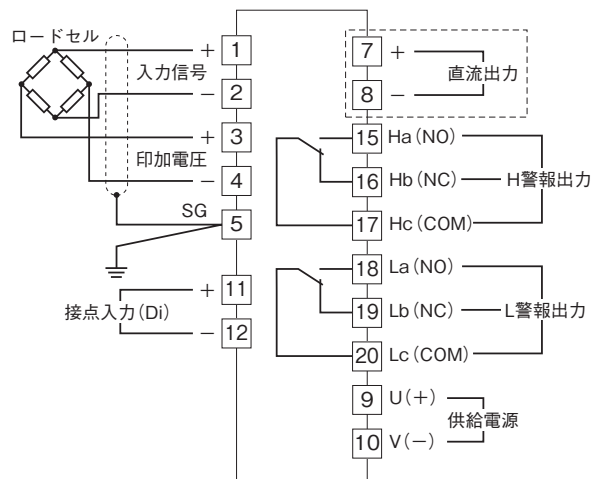 ロードセル
+ 1
入力信号
− 2
+ 3
印加電圧
− 4
SG 5
+ 11
接点入力(Di)
− 12
7 +
直流出力
8 −
15 Ha(NO)
16 Hb(NC) H警報出力
17 Hc(COM)
18 La(NO)
19 Lb(NC) L警報出力
20 Lc(COM)
9 U(+)
供給電源
10 V(−)